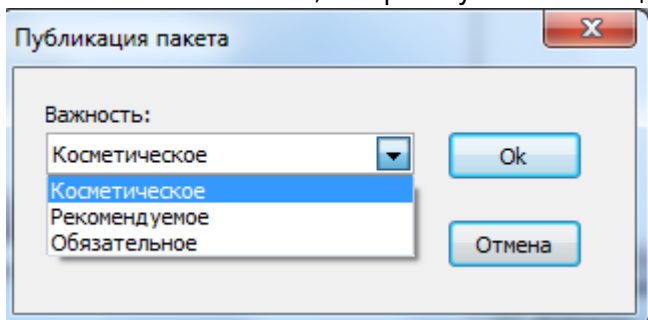 Публикация пакета
Важность:
Косметическое
Ok
Косметическое
Рекомендуемое
Обязательное
Отмена